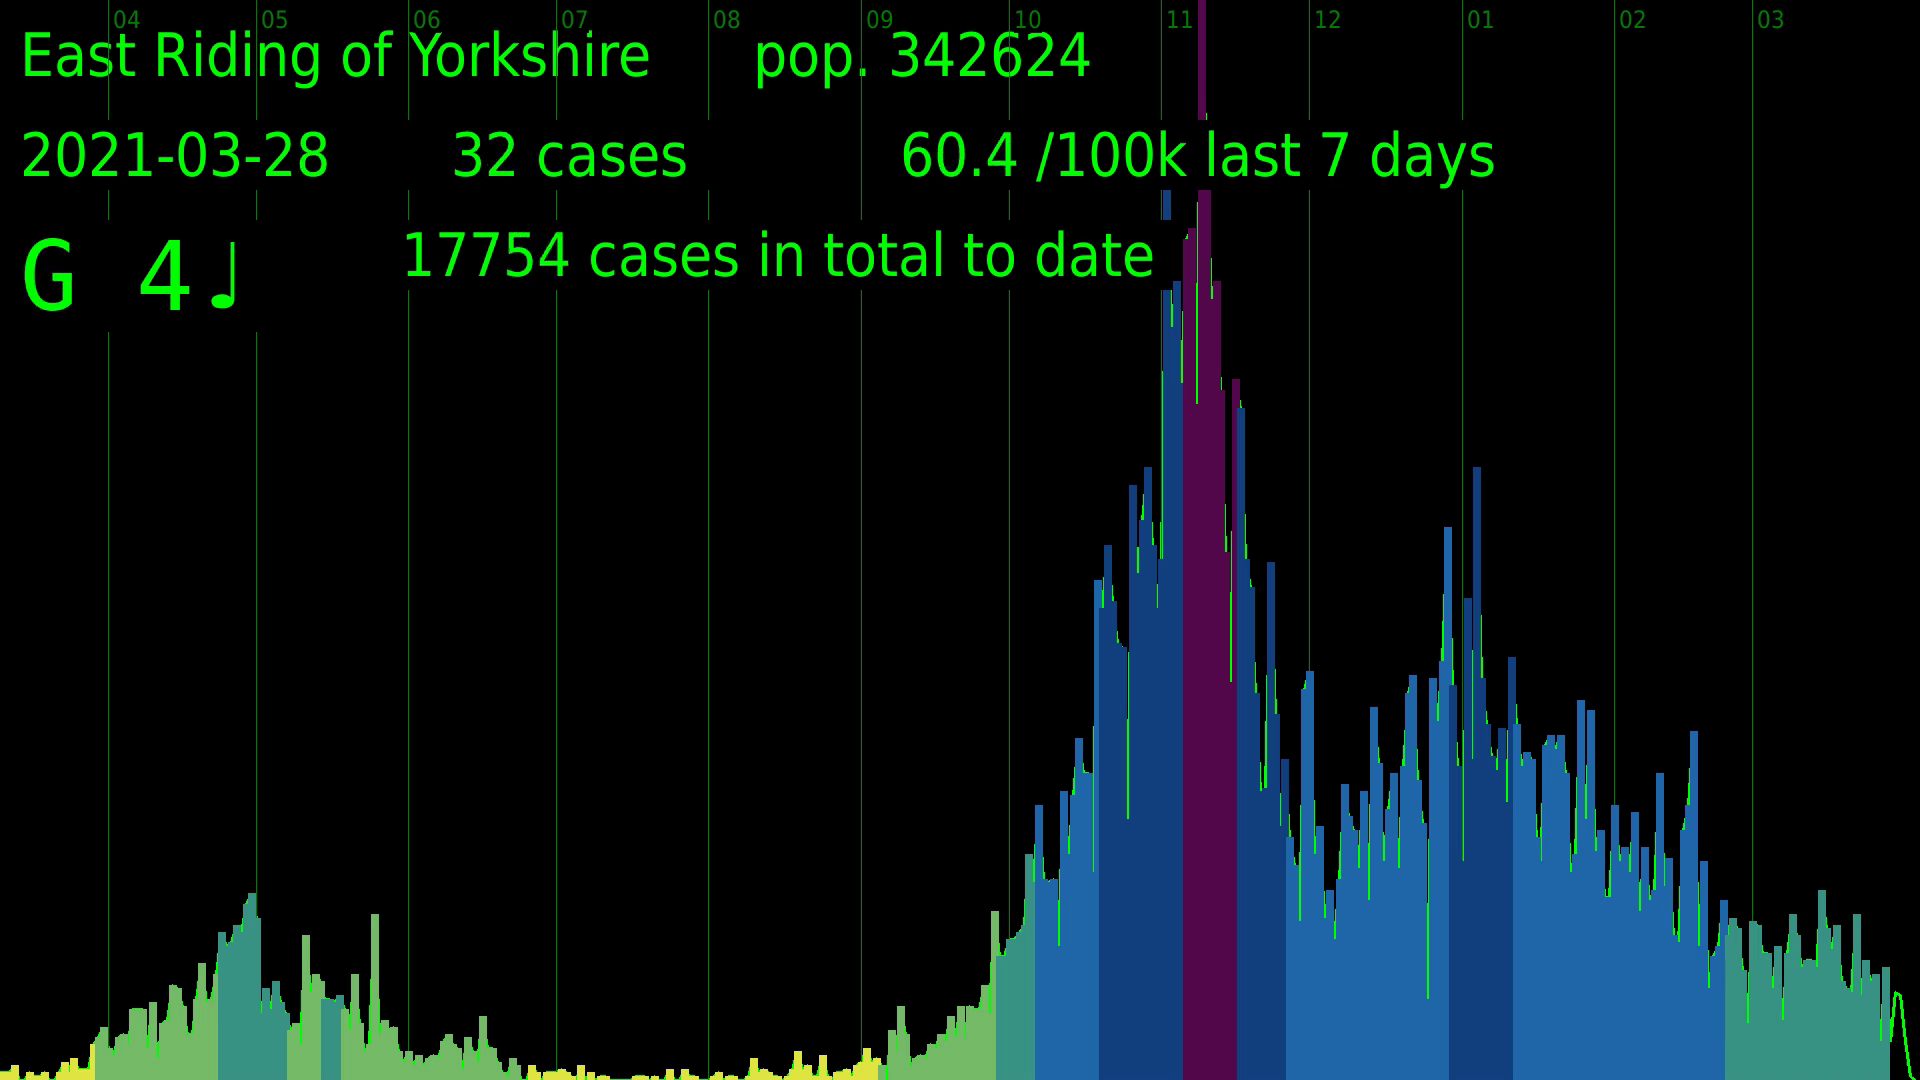 04 05 06 07 08 09 10 11 12 01 02 03
East Riding of Yorkshire pop. 342624
2021-03-28 32 cases 60.4 /100k last 7 days
G 4♩ 17754 cases in total to date